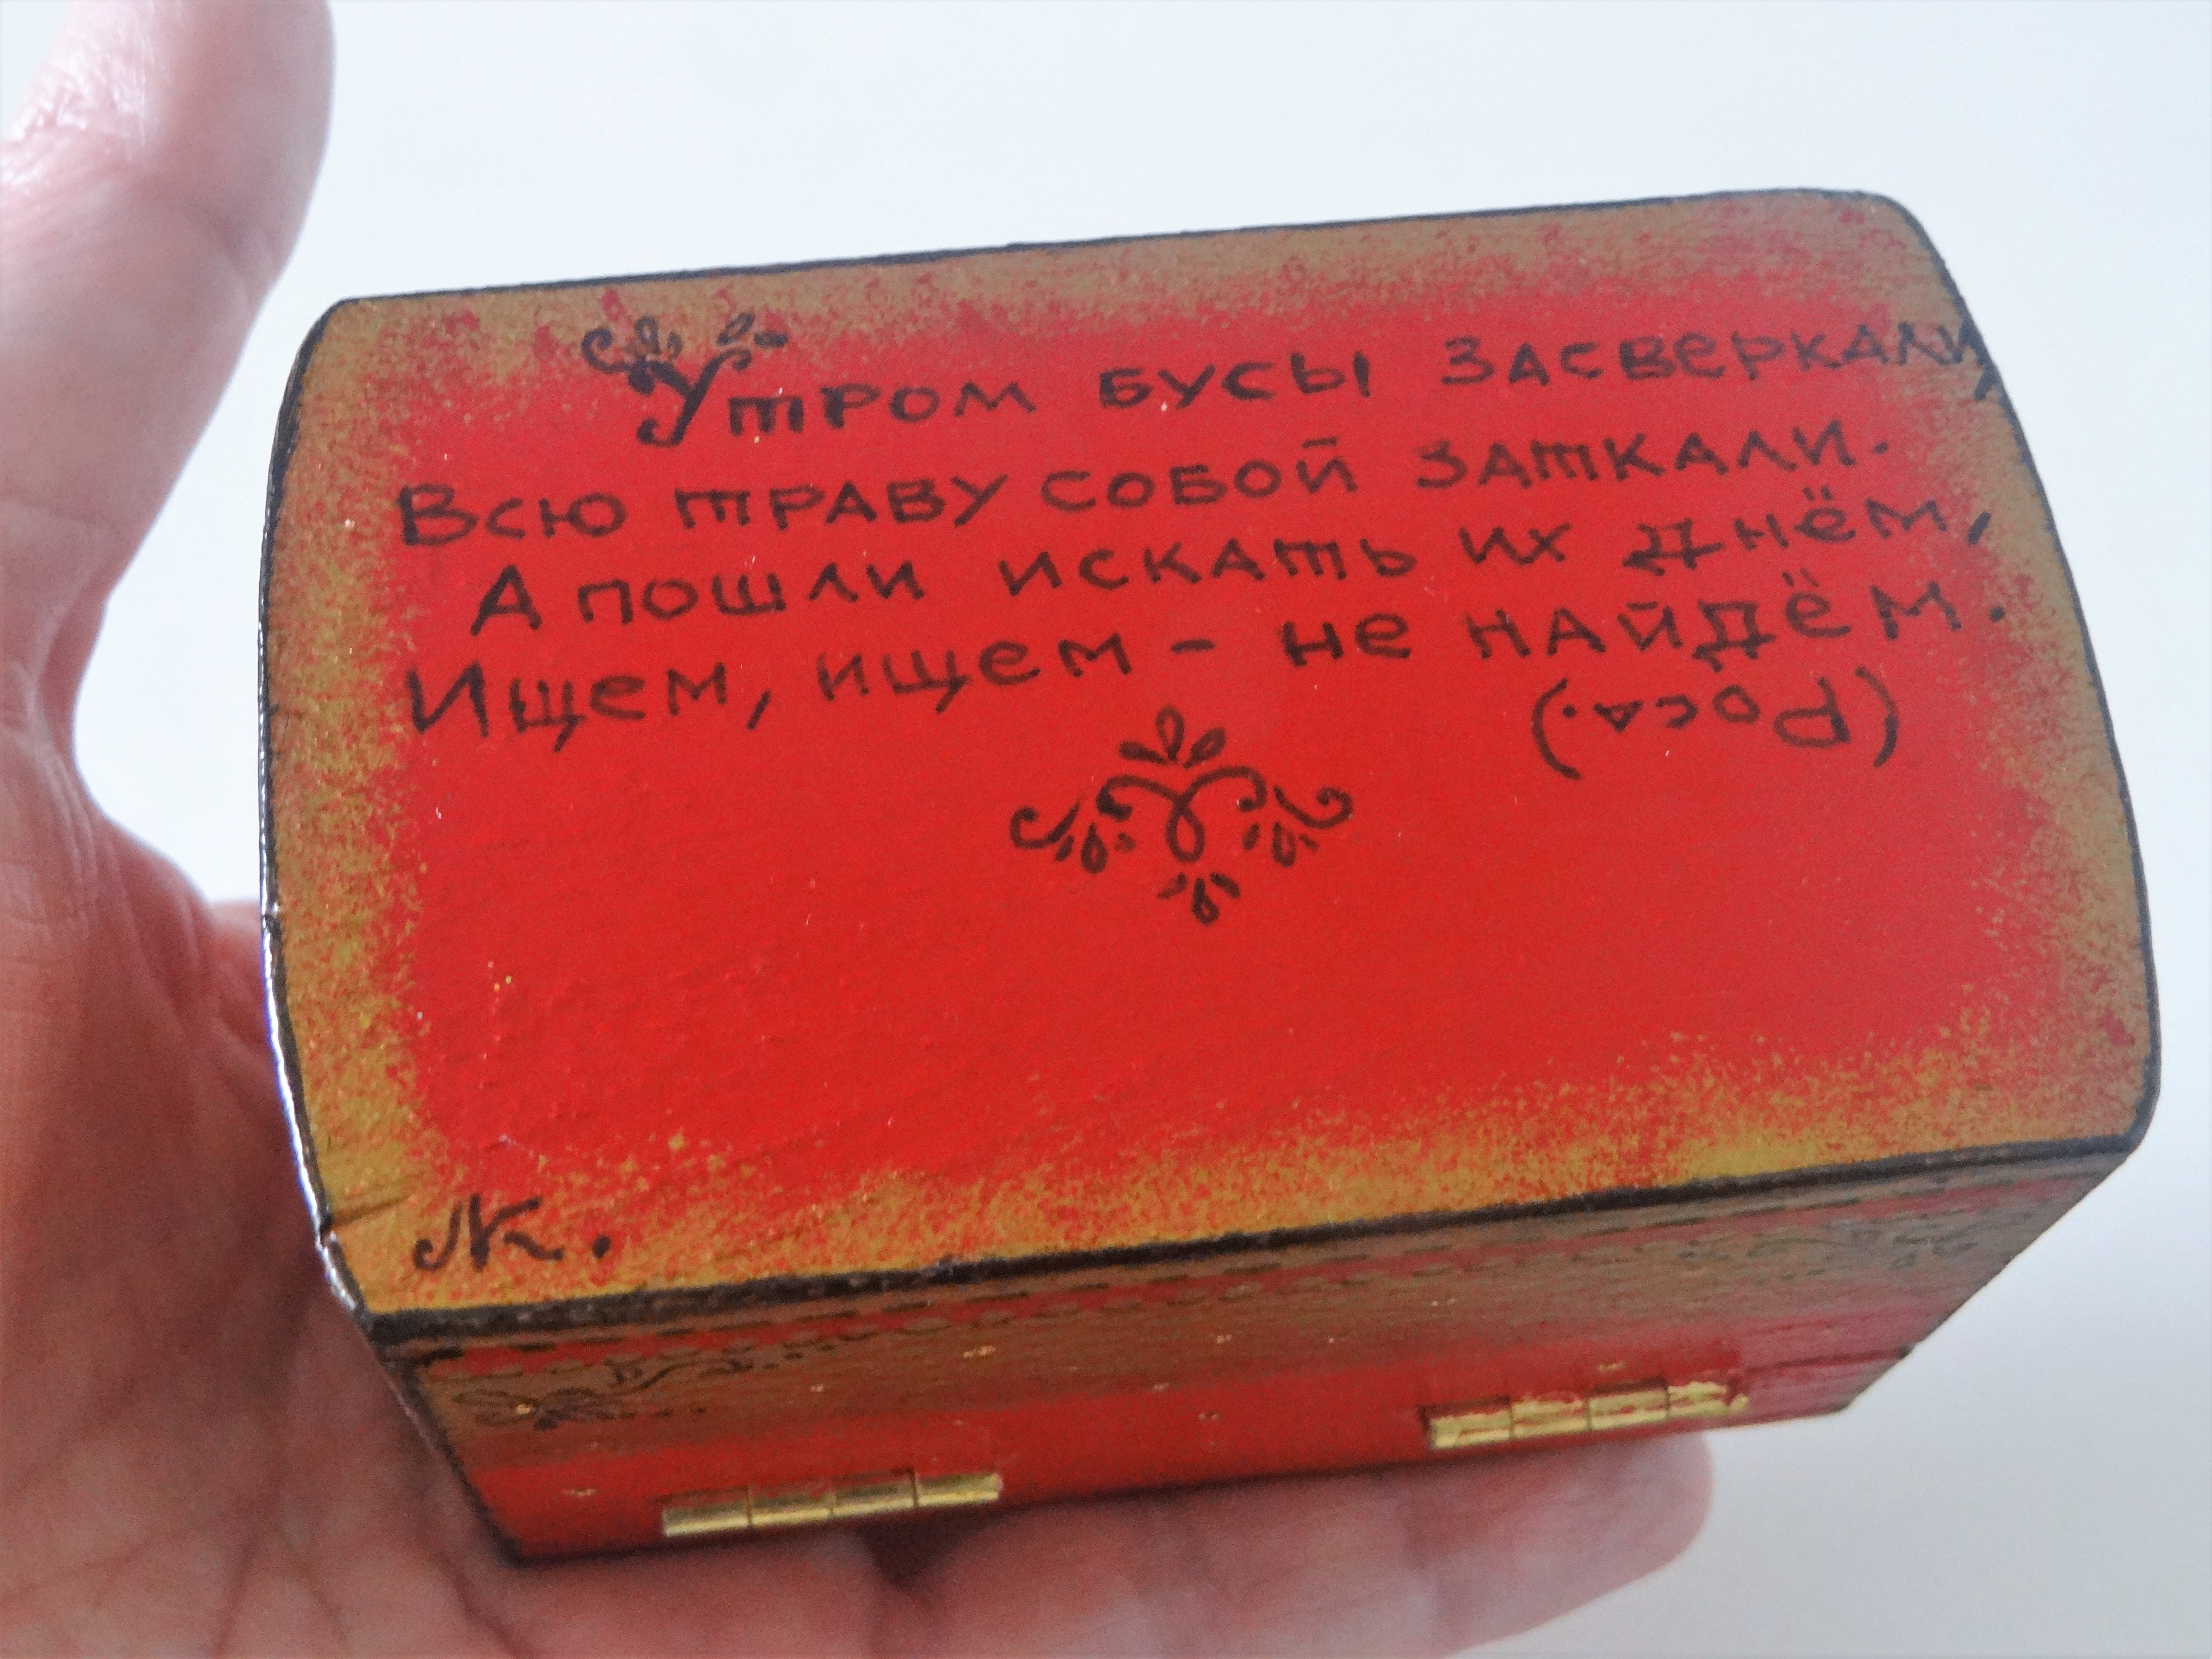 Утром бусы засверкали,
Всю траву собой заткали.
А пошли искать их днём,
Ищем, ищем - не найдём.
(Роса.)